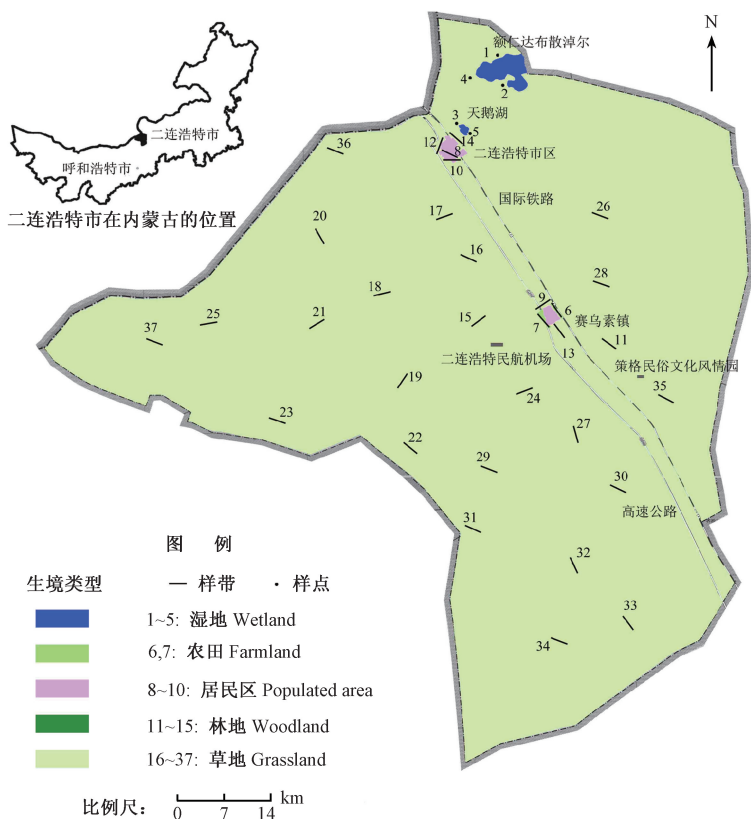 N
额仁达布散淖尔
1
4
2
3
天鹅湖
5
14
12
8
二连浩特市区
10
二连浩特市
呼和浩特市
二连浩特市在内蒙古的位置
36
国际铁路
17
26
20
16
28
18
9
6
赛乌素镇
7
13
15
21
25
37
11
二连浩特民航机场
策格民俗文化风情园
35
19
24
23
27
22
29
30
高速公路
31
32
33
34
图 例
生境类型
— 样带 · 样点
1~5: 湿地 Wetland
6,7: 农田 Farmland
8~10: 居民区 Populated area
11~15: 林地 Woodland
16~37: 草地 Grassland
比例尺: 0 7 14 km